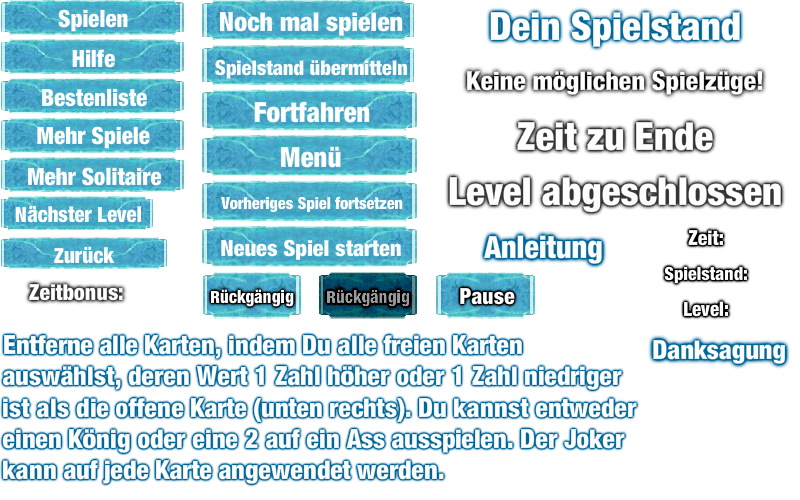 Spielen
Hilfe
Bestenliste
Mehr Spiele
Mehr Solitaire
Nächster Level
Zurück
Zeitbonus:
Noch mal spielen
Spielstand übermitteln
Fortfahren
Menü
Vorheriges Spiel fortsetzen
Neues Spiel starten
Rückgängig
Rückgängig
Pause
Dein Spielstand
Keine möglichen Spielzüge!
Zeit zu Ende
Level abgeschlossen
Anleitung
Zeit:
Spielstand:
Level:
Danksagung
Entferne alle Karten, indem Du alle freien Karten
auswählst, deren Wert 1 Zahl höher oder 1 Zahl niedriger
ist als die offene Karte (unten rechts). Du kannst entweder
einen König oder eine 2 auf ein Ass ausspielen. Der Joker
kann auf jede Karte angewendet werden.